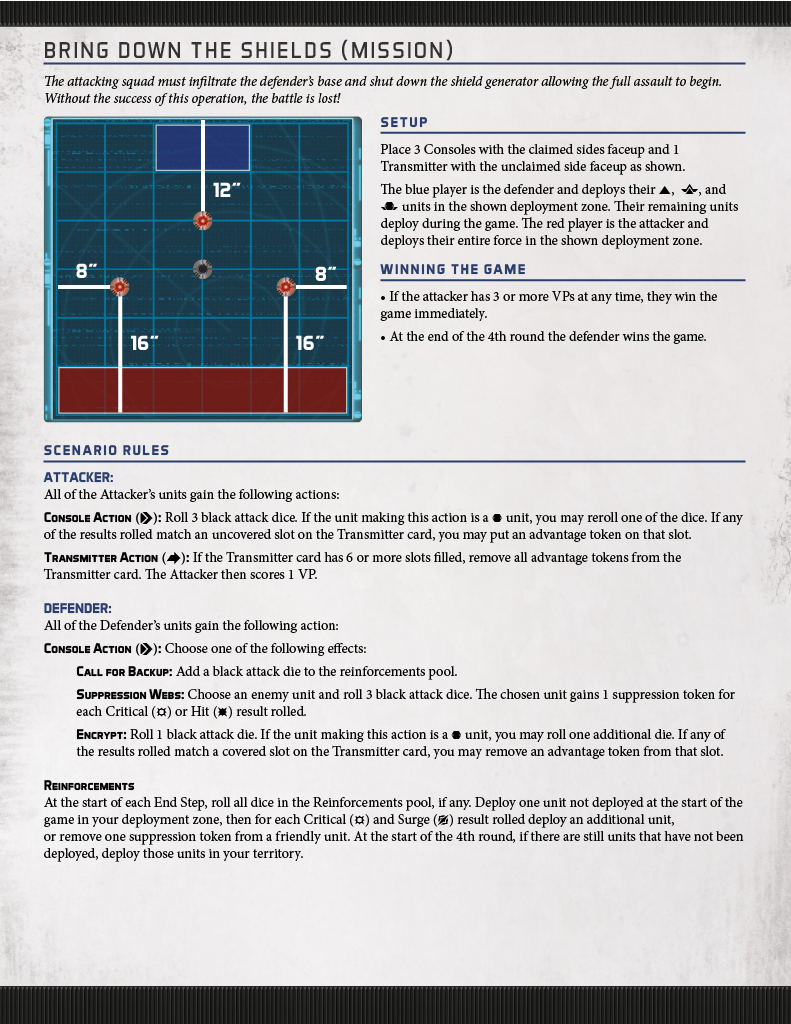 BRING DOWN THE SHIELDS (MISSION)
The attacking squad must infiltrate the defender's base and shut down the shield generator allowing the full assault to begin.
Without the success of this operation, the battle is lost!
12″
8″
8″
16″
16″
SETUP
Place 3 Consoles with the claimed sides faceup and 1
Transmitter with the unclaimed side faceup as shown.
The blue player is the defender and deploys their , , and
units in the shown deployment zone. Their remaining units
deploy during the game. The red player is the attacker and
deploys their entire force in the shown deployment zone.
WINNING THE GAME
• If the attacker has 3 or more VPs at any time, they win the
game immediately.
• At the end of the 4th round the defender wins the game.
SCENARIO RULES
ATTACKER:
All of the Attacker's units gain the following actions:
Console Action (): Roll 3 black attack dice. If the unit making this action is a unit, you may reroll one of the dice. If any
of the results rolled match an uncovered slot on the Transmitter card, you may put an advantage token on that slot.
Transmitter Action (): If the Transmitter card has 6 or more slots filled, remove all advantage tokens from the
Transmitter card. The Attacker then scores 1 VP.
DEFENDER:
All of the Defender's units gain the following action:
Console Action (): Choose one of the following effects:
Call for Backup: Add a black attack die to the reinforcements pool.
Suppression Webs: Choose an enemy unit and roll 3 black attack dice. The chosen unit gains 1 suppression token for
each Critical () or Hit () result rolled.
Encrypt: Roll 1 black attack die. If the unit making this action is a unit, you may roll one additional die. If any of
the results rolled match a covered slot on the Transmitter card, you may remove an advantage token from that slot.
Reinforcements
At the start of each End Step, roll all dice in the Reinforcements pool, if any. Deploy one unit not deployed at the start of the
game in your deployment zone, then for each Critical () and Surge () result rolled deploy an additional unit,
or remove one suppression token from a friendly unit. At the start of the 4th round, if there are still units that have not been
deployed, deploy those units in your territory.